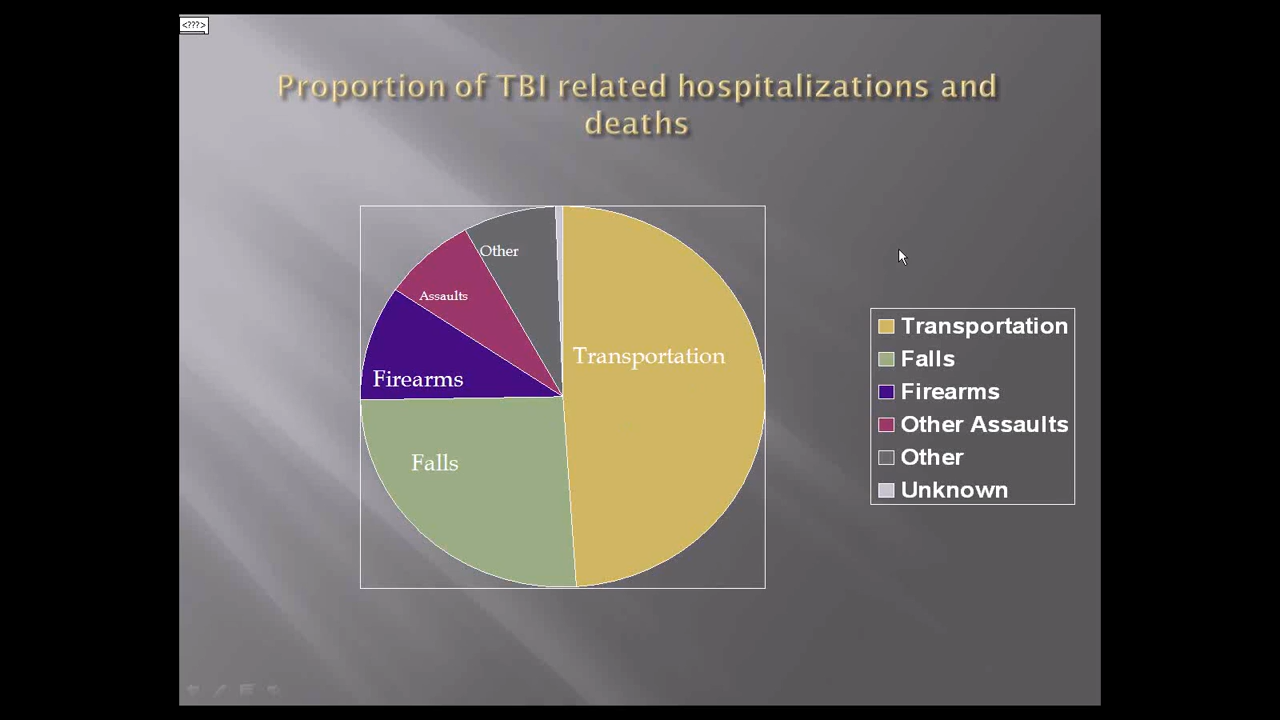 <???>
Proportion of TBI related hospitalizations and
deaths
Other
Assaults
Transportation
Firearms
Falls
Transportation
Falls
Firearms
Other Assaults
Other
Unknown